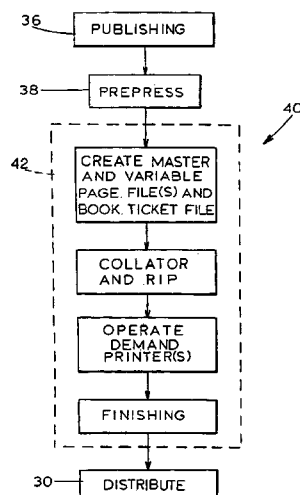 36
PUBLISHING
38
PREPRESS
40
42
CREATE MASTER
AND VARIABLE
PAGE FILE(S) AND
BOOK TICKET FILE
COLLATOR
AND RIP
OPERATE
DEMAND
PRINTER(S)
FINISHING
30
DISTRIBUTE